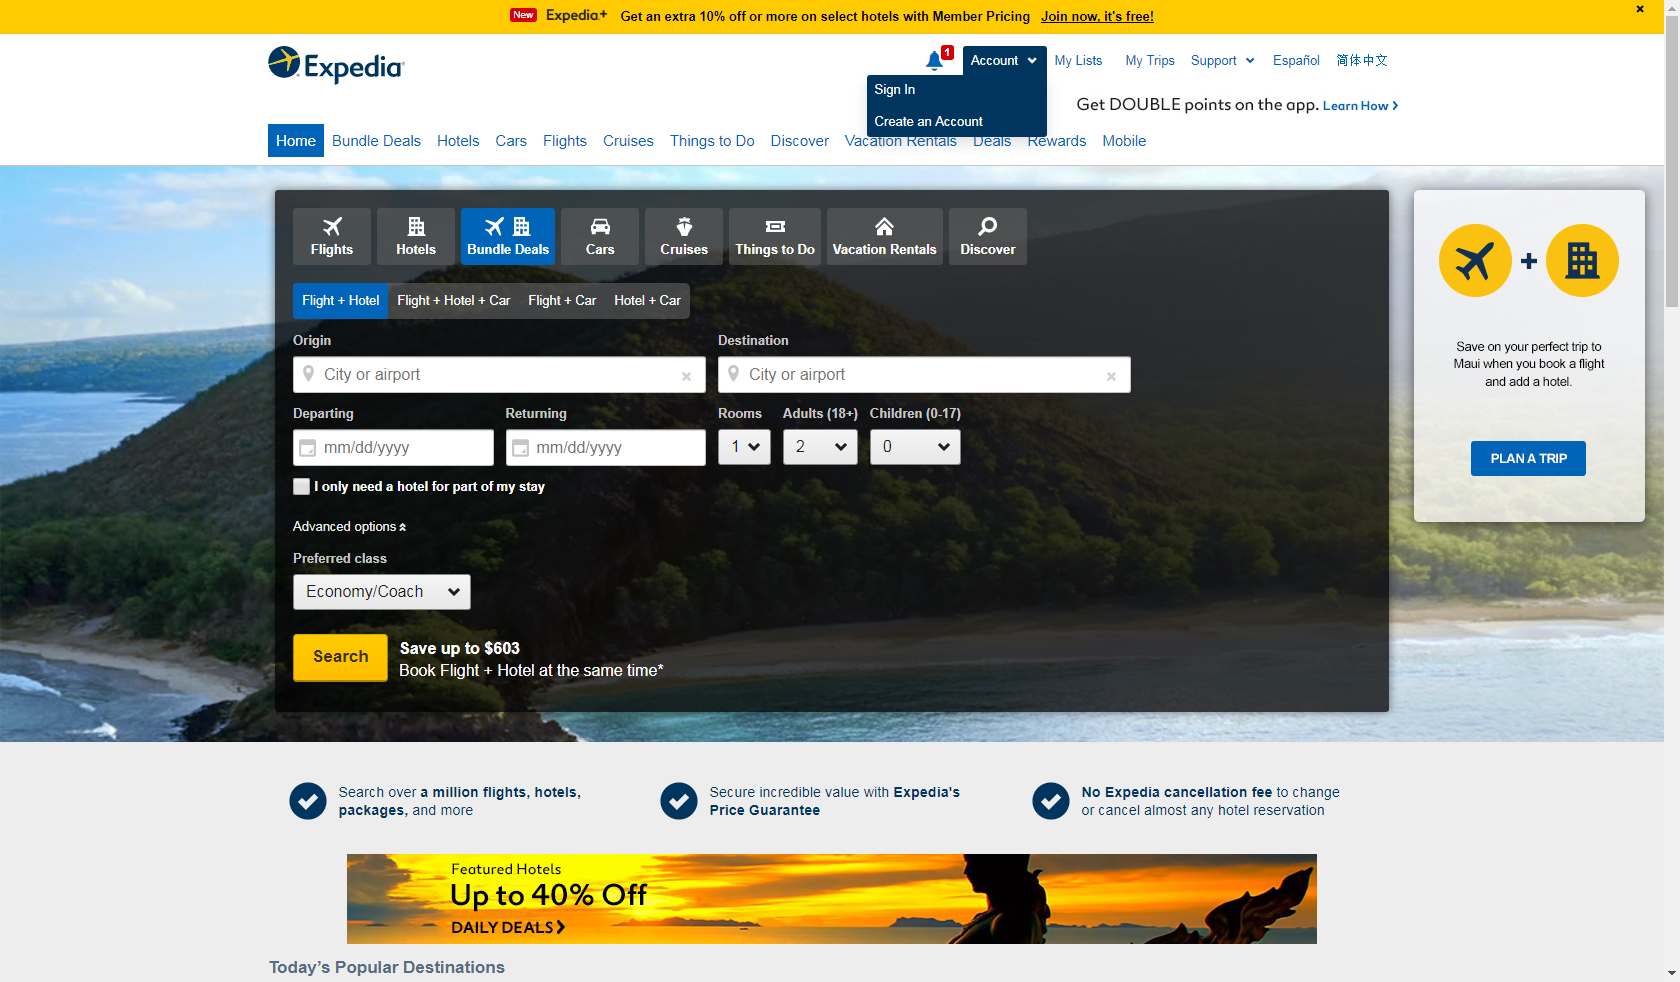 New Expedia+ Get an extra 10% off or more on select hotels with Member Pricing Join now, it's free!
Expedia
1 Account My Lists My Trips Support Español 简体中文
Sign In
Create an Account
Get DOUBLE points on the app. Learn How
Home Bundle Deals Hotels Cars Flights Cruises Things to Do Discover Vacation Rentals Deals Rewards Mobile
Flights Hotels Bundle Deals Cars Cruises Things to Do Vacation Rentals Discover
Flight + Hotel Flight + Hotel + Car Flight + Car Hotel + Car
Origin Destination
City or airport City or airport
Departing Returning Rooms Adults (18+) Children (0-17)
mm/dd/yyyy mm/dd/yyyy 1 2 0
I only need a hotel for part of my stay
Advanced options
Preferred class
Economy/Coach
Search
Save up to $603
Book Flight + Hotel at the same time*
Save on your perfect trip to
Maui when you book a flight
and add a hotel.
PLAN A TRIP
Search over a million flights, hotels,
packages, and more
Secure incredible value with Expedia's
Price Guarantee
No Expedia cancellation fee to change
or cancel almost any hotel reservation
Featured Hotels
Up to 40% Off
DAILY DEALS
Today's Popular Destinations